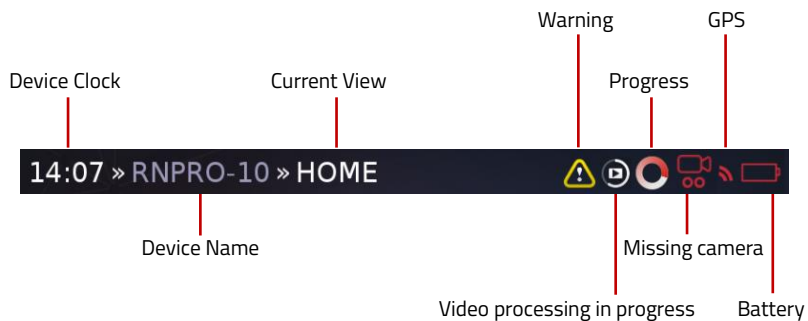 Warning
GPS
Device Clock
Current View
Progress
14:07 » RNPRO-10 » HOME
Device Name
Missing camera
Video processing in progress
Battery